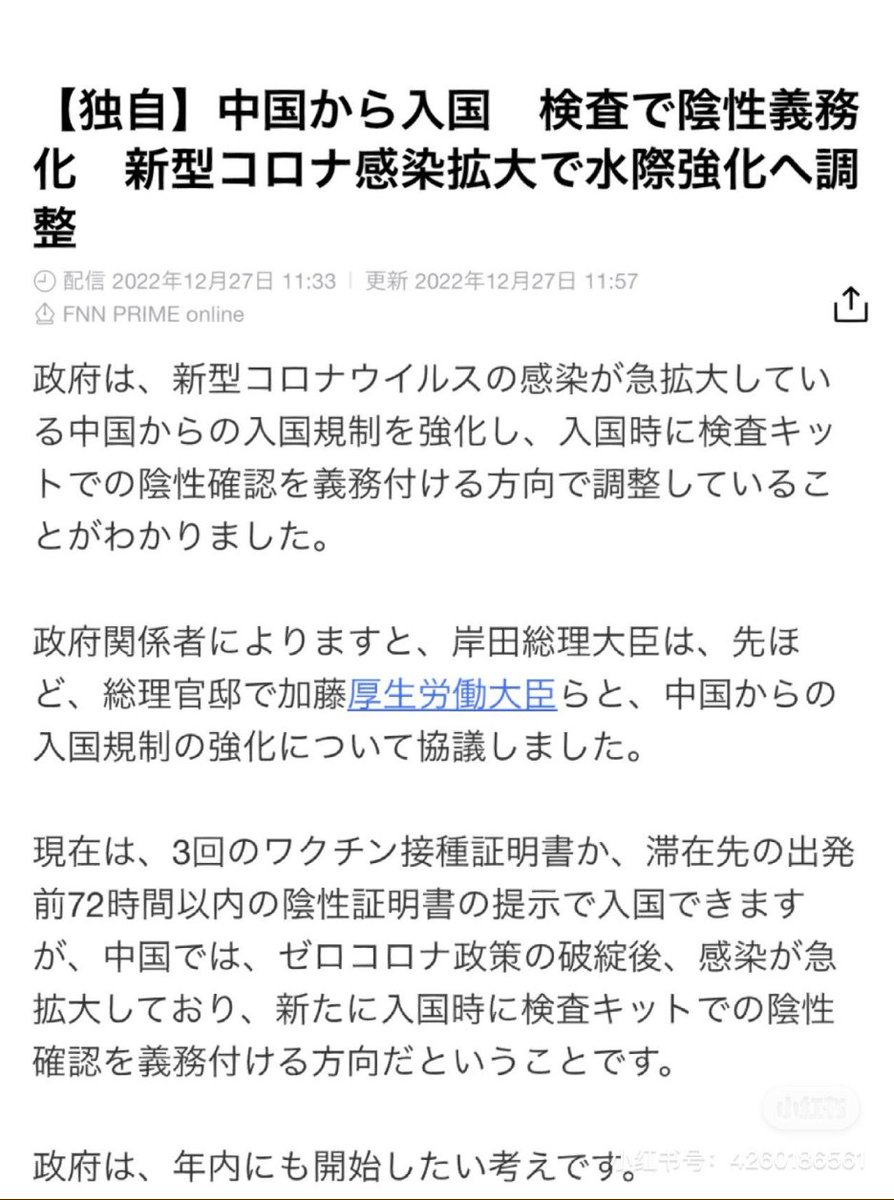 【独自】中国から入国　検査で陰性義務
化　新型コロナ感染拡大で水際強化へ調
整
配信 2022年12月27日 11:33 | 更新 2022年12月27日 11:57
FNN PRIME online
政府は、新型コロナウイルスの感染が急拡大してい
る中国からの入国規制を強化し、入国時に検査キッ
トでの陰性確認を義務付ける方向で調整しているこ
とがわかりました。
政府関係者によりますと、岸田総理大臣は、先ほ
ど、総理官邸で加藤厚生労働大臣らと、中国からの
入国規制の強化について協議しました。
現在は、3回のワクチン接種証明書か、滞在先の出発
前72時間以内の陰性証明書の提示で入国できます
が、中国では、ゼロコロナ政策の破綻後、感染が急
拡大しており、新たに入国時に検査キットでの陰性
確認を義務付ける方向だということです。
小红书
政府は、年内にも開始したい考えです。
小红书号：4260186561